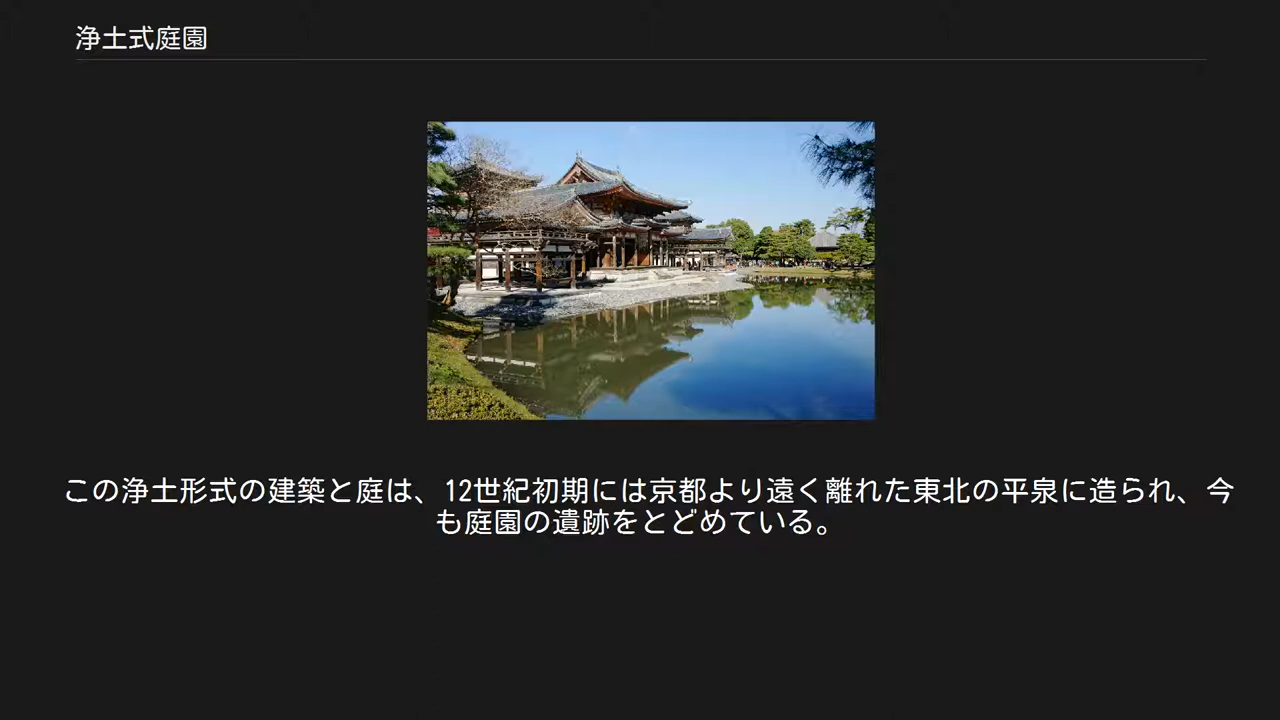 浄土式庭園
この浄土形式の建築と庭は、12世紀初期には京都より遠く離れた東北の平泉に造られ、今
も庭園の遺跡をとどめている。